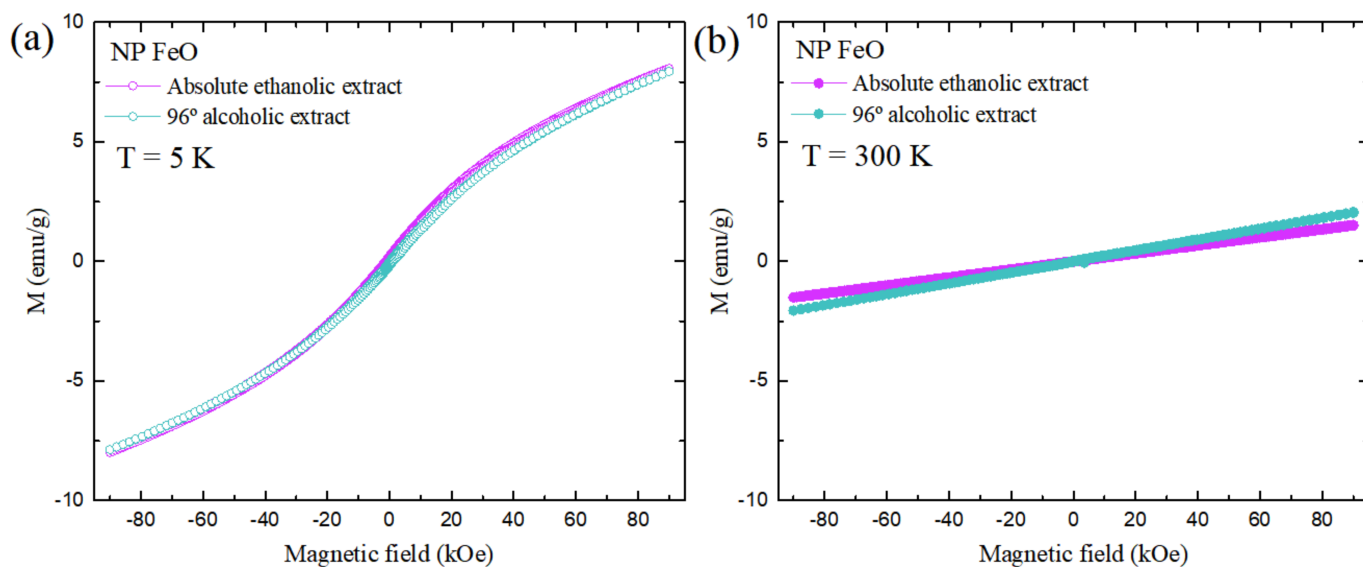 (a)
NP FeO
Absolute ethanolic extract
96º alcoholic extract
T = 5 K
M (emu/g)
10
5
0
-5
-10
-80 -60 -40 -20 0 20 40 60 80
Magnetic field (kOe)
(b)
NP FeO
Absolute ethanolic extract
96º alcoholic extract
T = 300 K
M (emu/g)
10
5
0
-5
-10
-80 -60 -40 -20 0 20 40 60 80
Magnetic field (kOe)